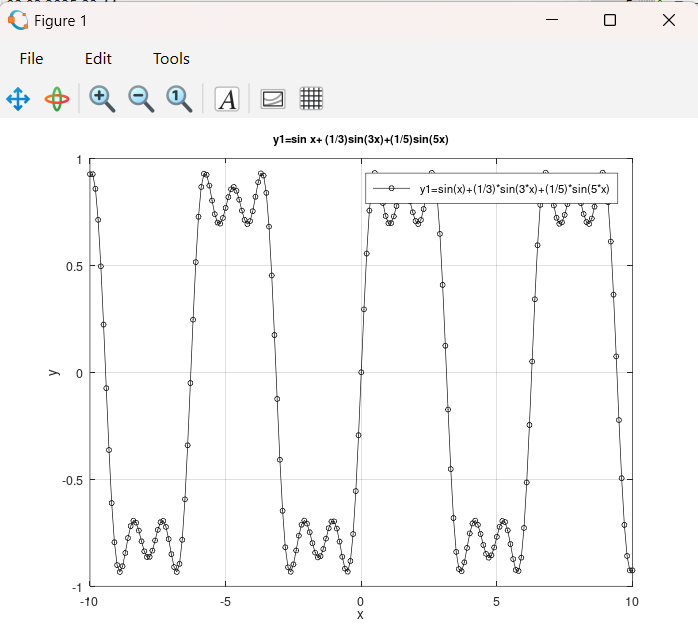 Figure 1
File Edit Tools
A
y1=sin x+ (1/3)sin(3x)+(1/5)sin(5x)
y1=sin(x)+(1/3)*sin(3*x)+(1/5)*sin(5*x)
1
0.5
0
-0.5
-1
y
-10 -5 0 5 10
x